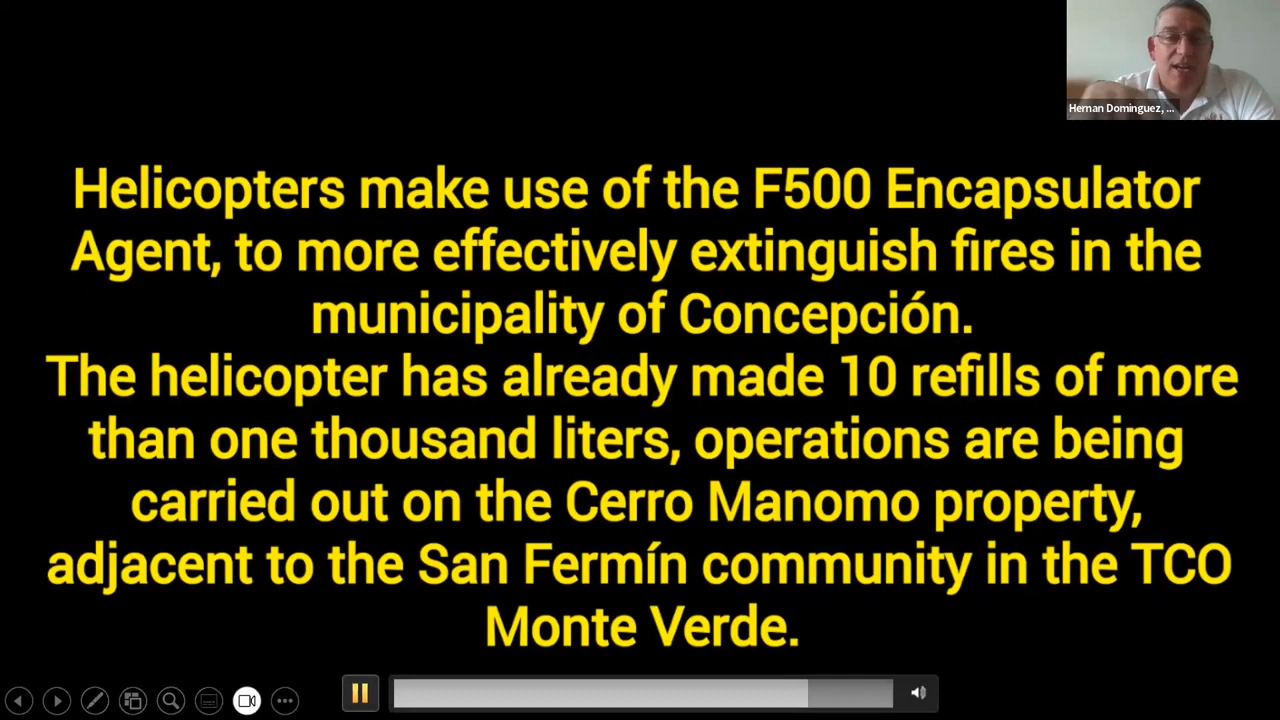 Hernan Dominguez, ...
Helicopters make use of the F500 Encapsulator
Agent, to more effectively extinguish fires in the
municipality of Concepción.
The helicopter has already made 10 refills of more
than one thousand liters, operations are being
carried out on the Cerro Manomo property,
adjacent to the San Fermín community in the TCO
Monte Verde.